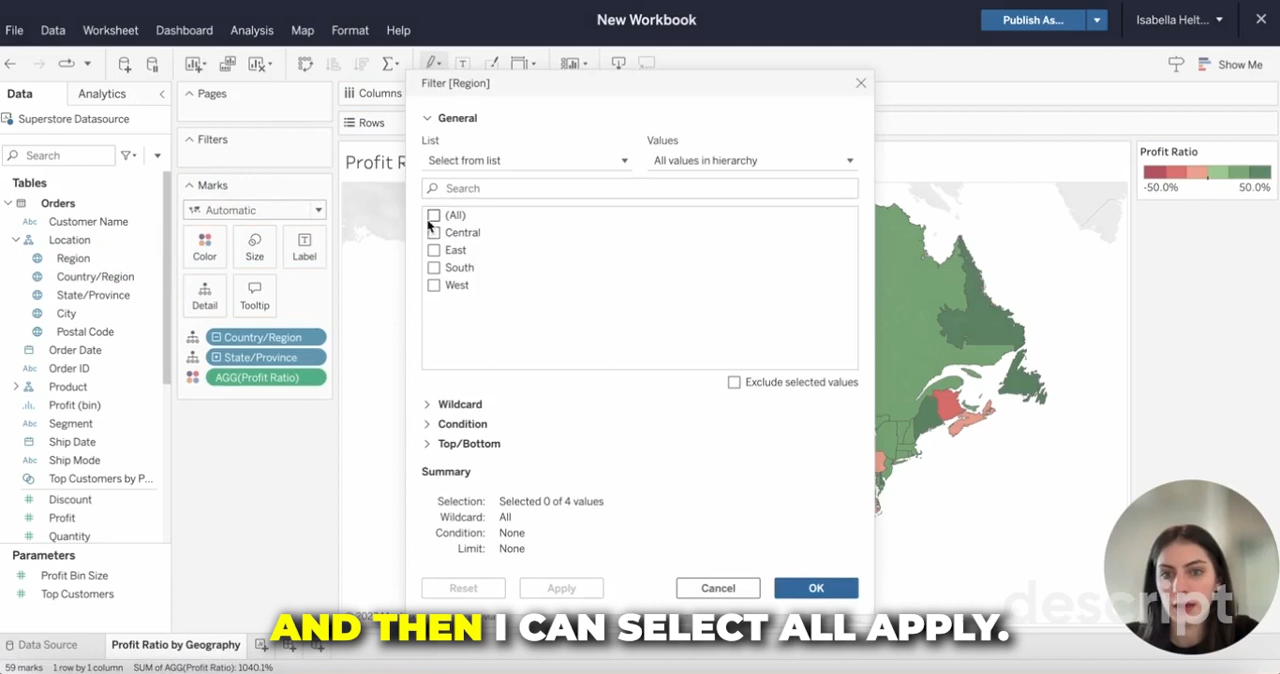 New Workbook
Publish As...
Isabella Helt...
File Data Worksheet Dashboard Analysis Map Format Help
Show Me
Data
Analytics
Superstore Datasource
Search
Tables
Orders
Customer Name
Location
Region
Country/Region
State/Province
City
Postal Code
Order Date
Order ID
Product
Profit (bin)
Segment
Ship Date
Ship Mode
Top Customers by P...
Discount
Profit
Quantity
Parameters
Profit Bin Size
Top Customers
Pages
Filters
Marks
Automatic
Color
Size
Label
Detail
Tooltip
Country/Region
State/Province
AGG(Profit Ratio)
Columns
Rows
Profit R
Filter [Region]
General
List
Values
Select from list
All values in hierarchy
Search
(All)
Central
East
South
West
Exclude selected values
Wildcard
Condition
Top/Bottom
Summary
Selection: Selected 0 of 4 values
Wildcard: All
Condition: None
Limit: None
Reset
Apply
Cancel
OK
Profit Ratio
-50.0% 50.0%
descript
AND THEN I CAN SELECT ALL APPLY.
Data Source
Profit Ratio by Geography
59 marks 1 row by 1 column SUM of AGG(Profit Ratio): 1040.1%